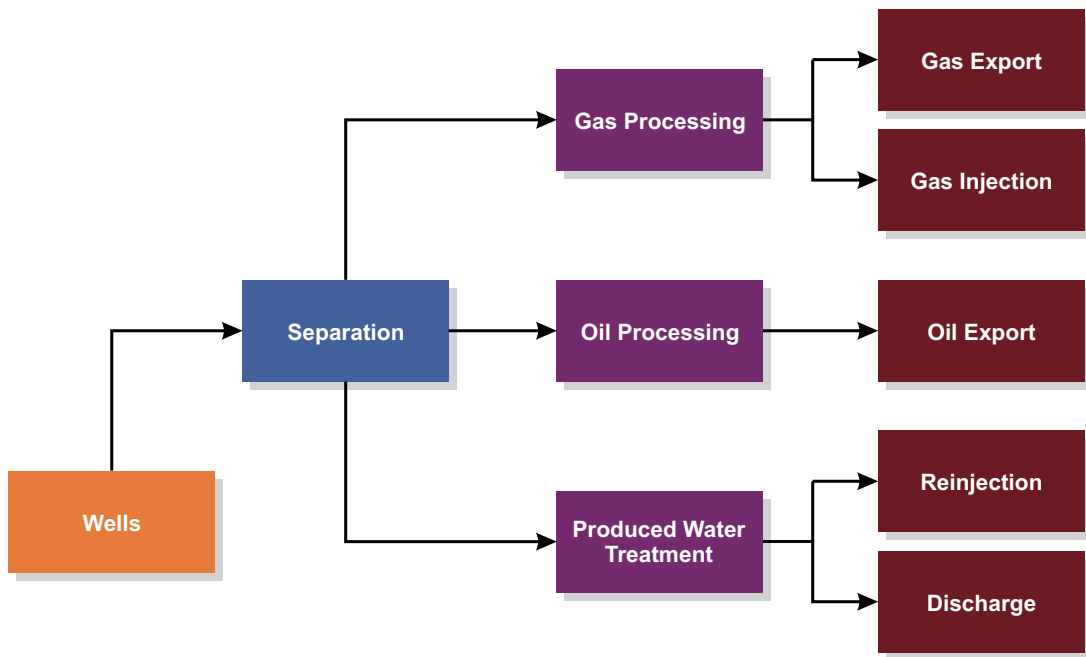 Gas Export
Gas Processing
Gas Injection
Separation
Oil Processing
Oil Export
Wells
Produced Water
Treatment
Reinjection
Discharge